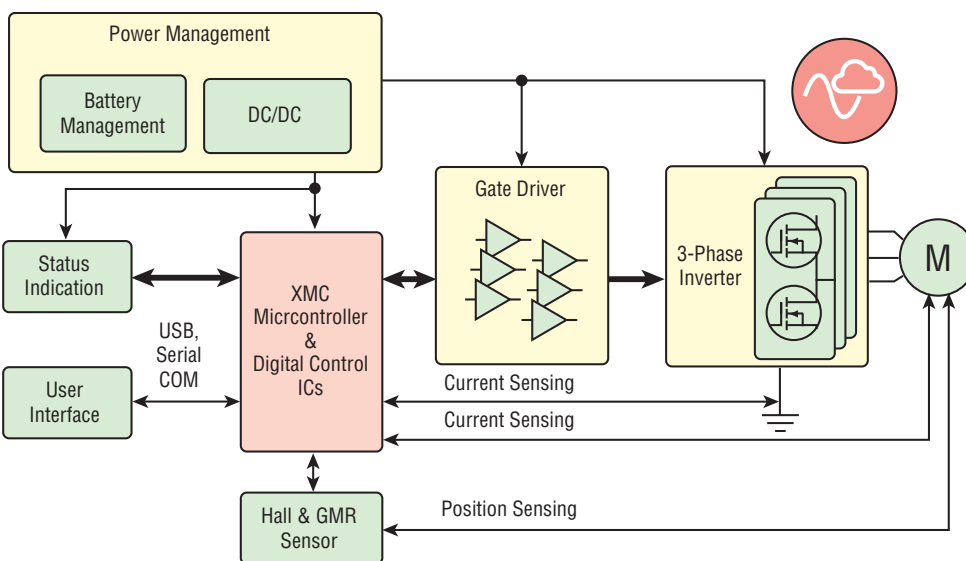 Power Management
Battery
Management
DC/DC
Gate Driver
3-Phase
Inverter
M
Status
Indication
XMC
Micrcontroller
&
Digital Control
ICs
USB,
Serial
COM
User
Interface
Current Sensing
Current Sensing
Hall & GMR
Sensor
Position Sensing